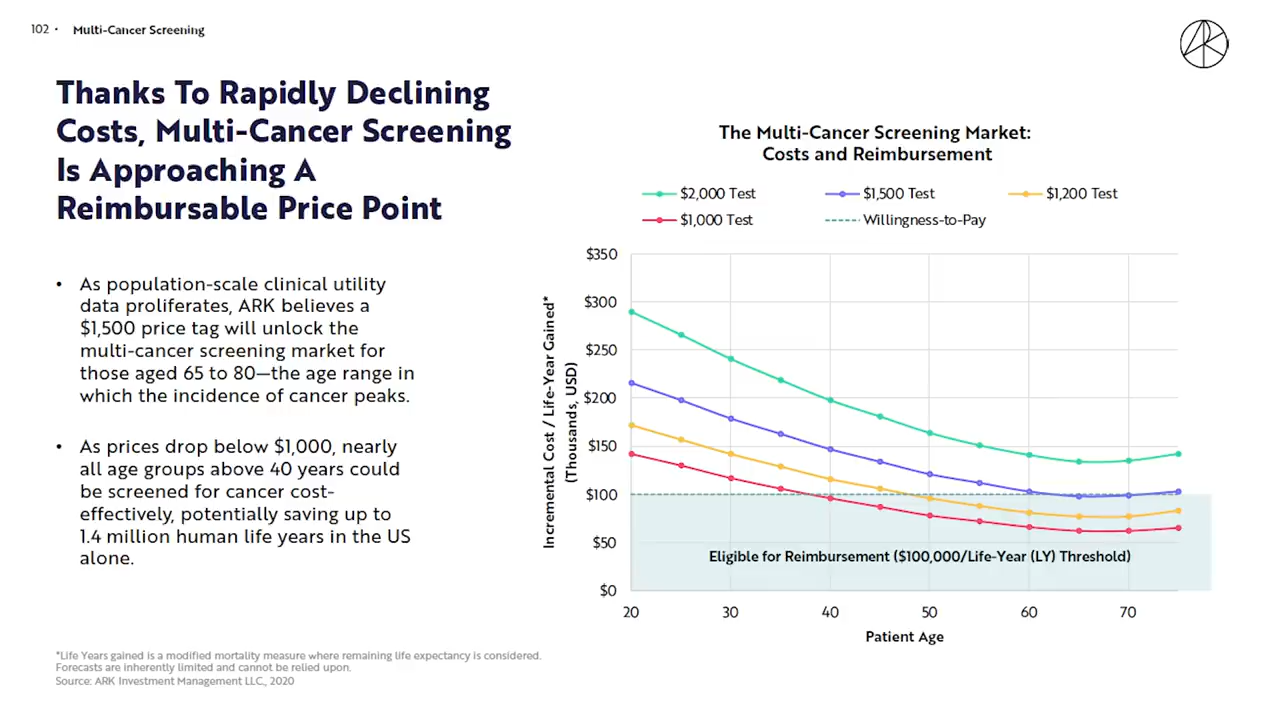 102 • Multi-Cancer Screening
Thanks To Rapidly Declining
Costs, Multi-Cancer Screening
Is Approaching A
Reimbursable Price Point
• As population-scale clinical utility
data proliferates, ARK believes a
$1,500 price tag will unlock the
multi-cancer screening market for
those aged 65 to 80—the age range in
which the incidence of cancer peaks.
• As prices drop below $1,000, nearly
all age groups above 40 years could
be screened for cancer cost-
effectively, potentially saving up to
1.4 million human life years in the US
alone.
The Multi-Cancer Screening Market:
Costs and Reimbursement
$2,000 Test
$1,500 Test
$1,200 Test
$1,000 Test
Willingness-to-Pay
Incremental Cost / Life-Year Gained*
(Thousands, USD)
$350
$300
$250
$200
$150
$100
$50
$0
Eligible for Reimbursement ($100,000/Life-Year (LY) Threshold)
20 30 40 50 60 70
Patient Age
*Life Years gained is a modified mortality measure where remaining life expectancy is considered.
Forecasts are inherently limited and cannot be relied upon.
Source: ARK Investment Management LLC., 2020